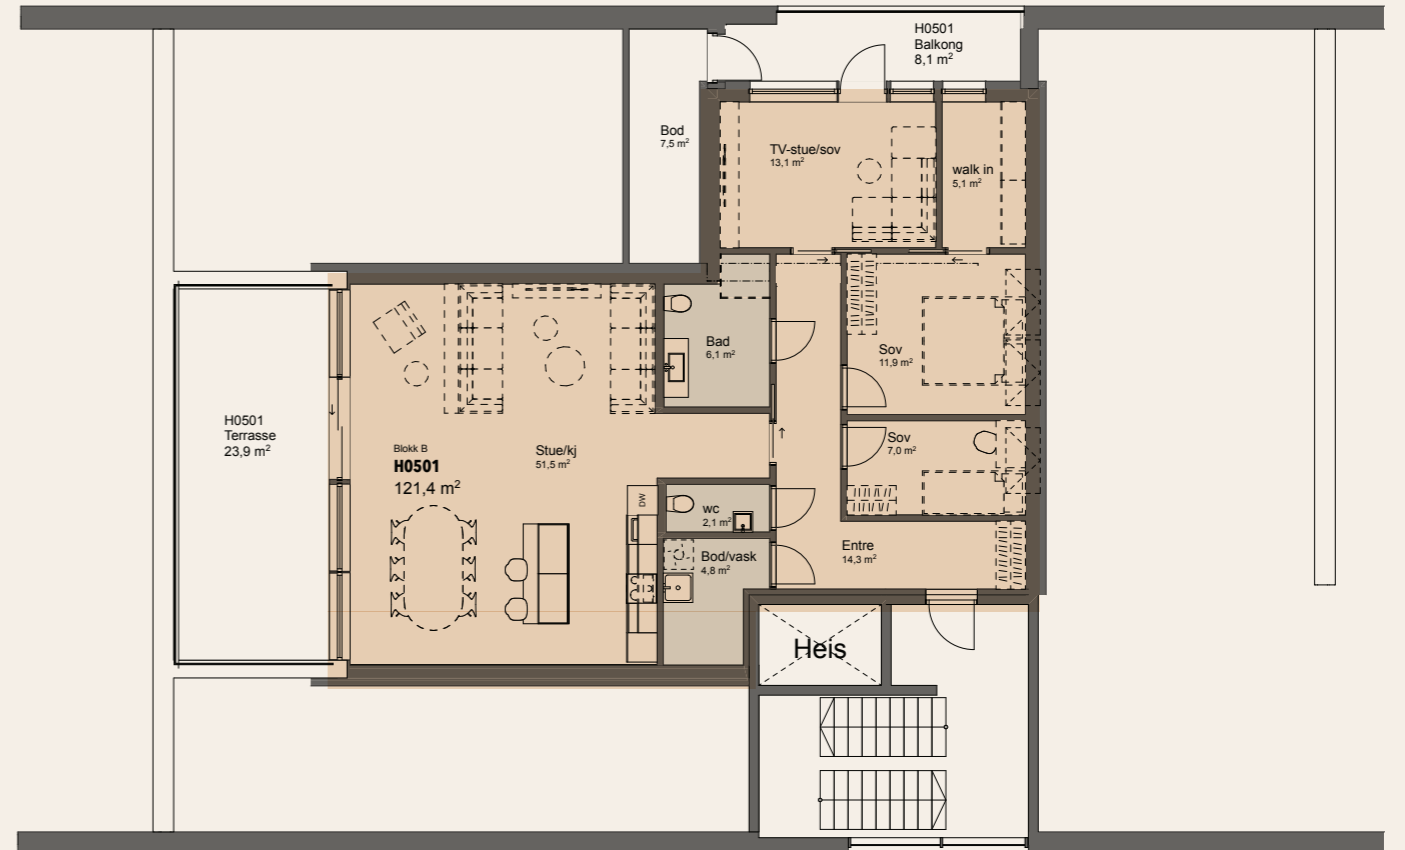 H0501
Balkong
8,1 m²
Bod
7,5 m²
TV-stue/sov
13,1 m²
walk in
5,1 m²
Bad
6,1 m²
Sov
11,9 m²
H0501
Terrasse
23,9 m²
Blokk B
H0501
121,4 m²
Stue/kj
51,5 m²
Sov
7,0 m²
DW
wc
2,1 m²
Bod/vask
4,8 m²
Entre
14,3 m²
Heis